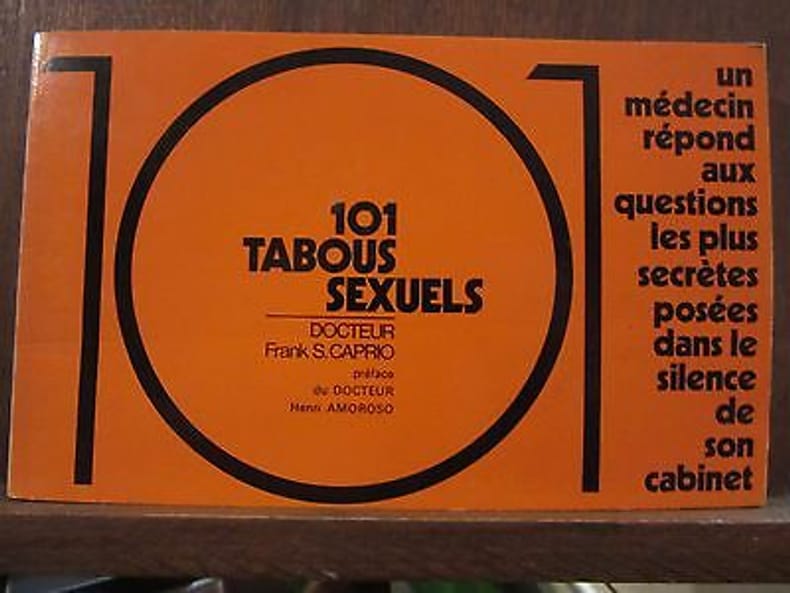 101
101
TABOUS
SEXUELS
DOCTEUR
Frank S. CAPRIO
préface
du DOCTEUR
Henri AMOROSO
un
médecin
répond
aux
questions
les plus
secrètes
posées
dans le
silence
de
son
cabinet